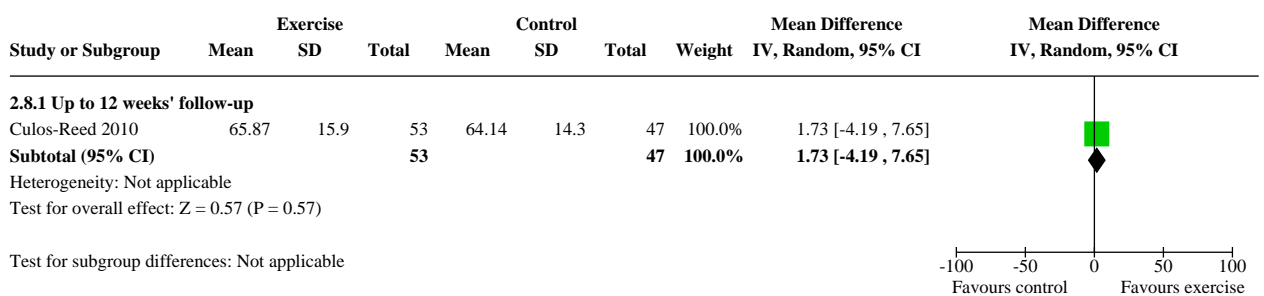 Exercise Control Mean Difference Mean Difference
Study or Subgroup Mean SD Total Mean SD Total Weight IV, Random, 95% CI IV, Random, 95% CI
2.8.1 Up to 12 weeks' follow-up
Culos-Reed 2010 65.87 15.9 53 64.14 14.3 47 100.0% 1.73 [-4.19 , 7.65]
Subtotal (95% CI) 53 47 100.0% 1.73 [-4.19 , 7.65]
Heterogeneity: Not applicable
Test for overall effect: Z = 0.57 (P = 0.57)
Test for subgroup differences: Not applicable
-100 -50 0 50 100
Favours control Favours exercise